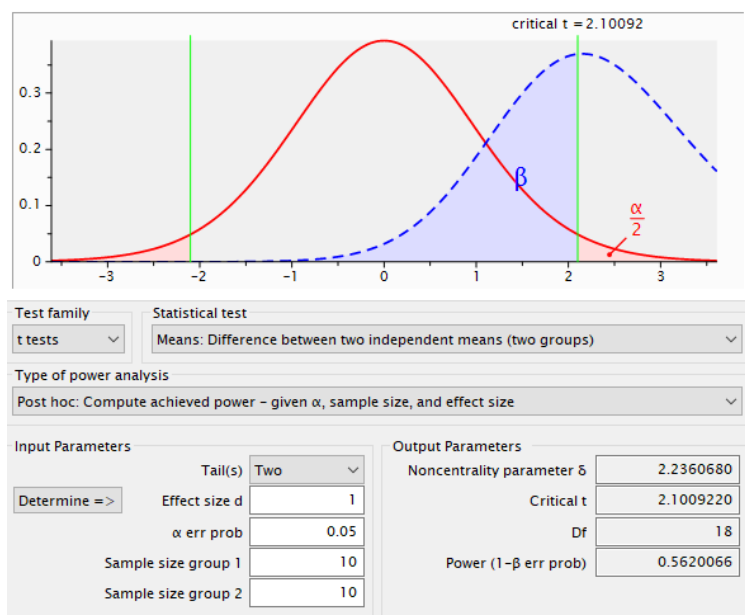 critical t = 2.10092
0.3
0.2
0.1
0
β
α
2
-3 -2 -1 0 1 2 3
Test family Statistical test
t tests Means: Difference between two independent means (two groups)
Type of power analysis
Post hoc: Compute achieved power – given α, sample size, and effect size
Input Parameters Output Parameters
Tail(s) Two Noncentrality parameter δ 2.2360680
Determine => Effect size d 1 Critical t 2.1009220
α err prob 0.05 Df 18
Sample size group 1 10 Power (1-β err prob) 0.5620066
Sample size group 2 10